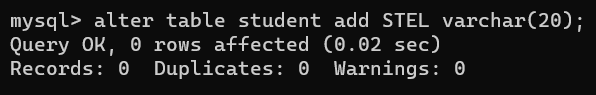 mysql> alter table student add STEL varchar(20);
Query OK, 0 rows affected (0.02 sec)
Records: 0  Duplicates: 0  Warnings: 0